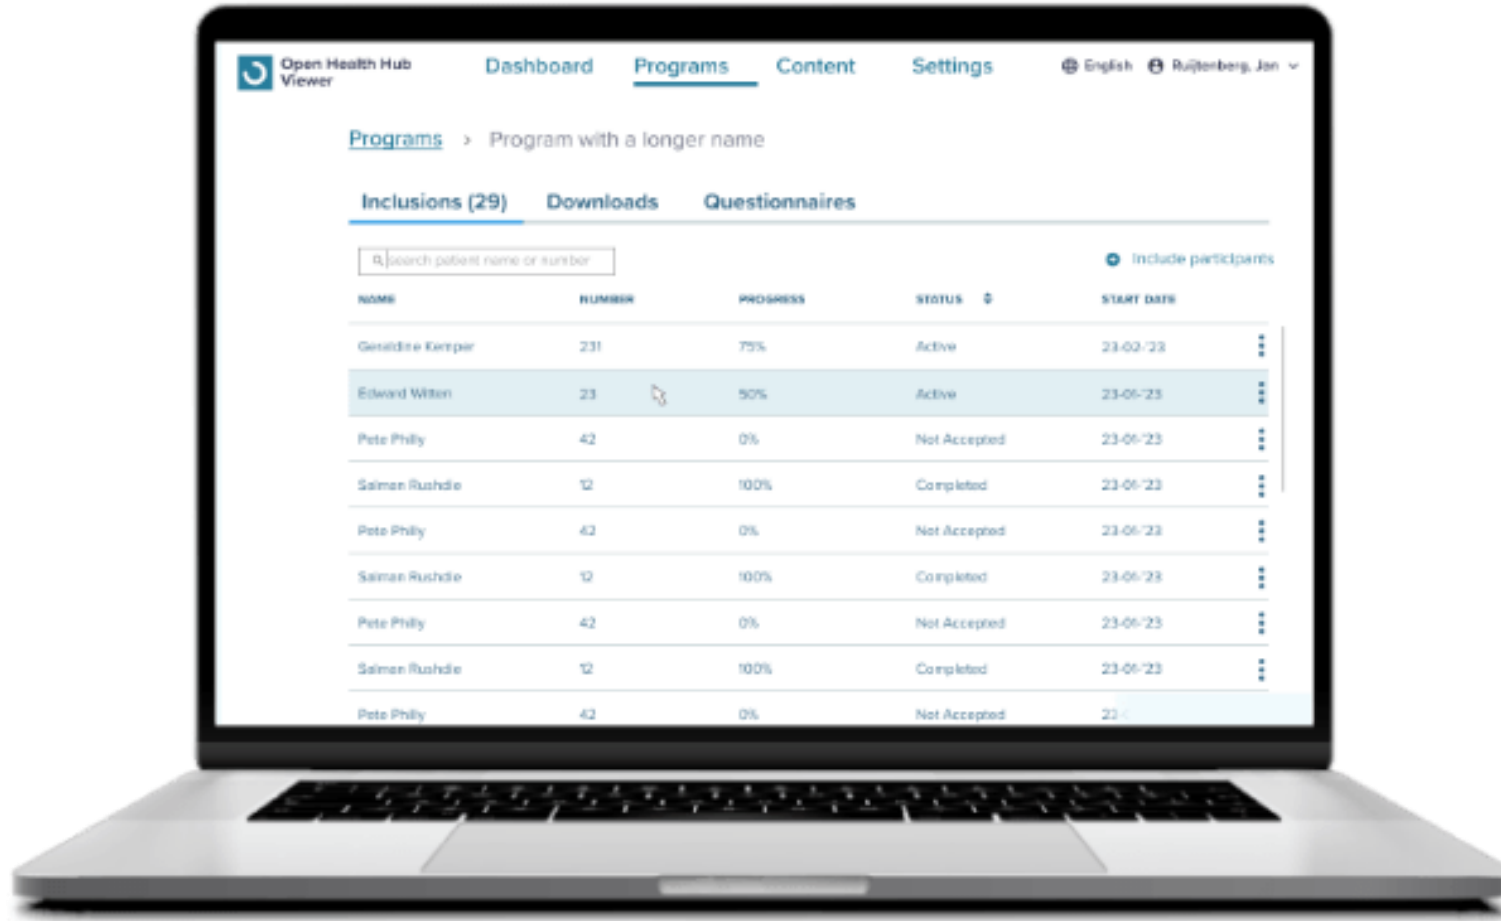 Open Health Hub
Viewer
Dashboard Programs Content Settings English Ruijtenberg, Jan
Programs > Program with a longer name
Inclusions (29) Downloads Questionnaires
Search patient name or number
Include participants
NAME NUMBER PROGRESS STATUS START DATE
Geraldine Kemper 231 75% Active 23-02-'23
Edward Witten 23 50% Active 23-01-'23
Pete Philly 42 0% Not Accepted 23-01-'23
Salman Rushdie 12 100% Completed 23-01-'23
Pete Philly 42 0% Not Accepted 23-01-'23
Salman Rushdie 12 100% Completed 23-01-'23
Pete Philly 42 0% Not Accepted 23-01-'23
Salman Rushdie 12 100% Completed 23-01-'23
Pete Philly 42 0% Not Accepted